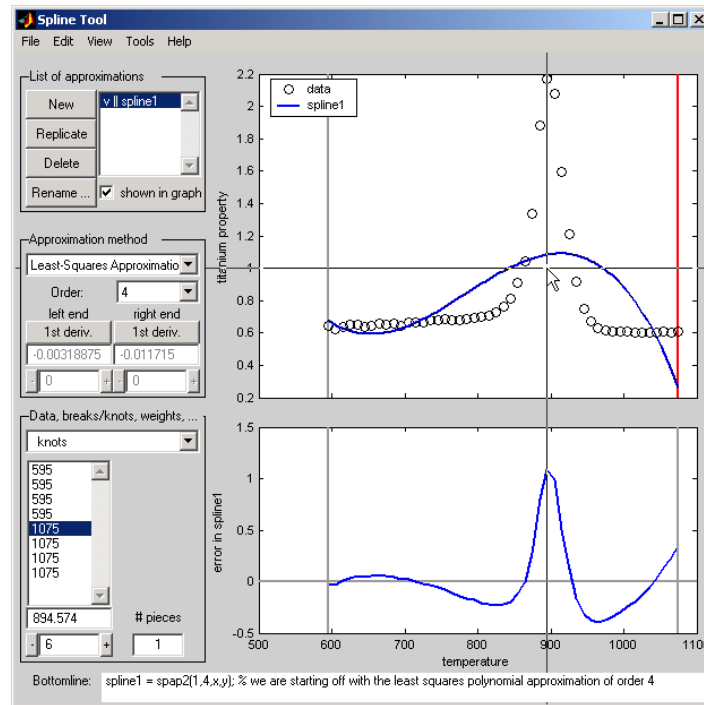 Spline Tool
File Edit View Tools Help
List of approximations
New
Replicate
Delete
Rename ...
v || spline1
shown in graph
Approximation method
Least-Squares Approximatio
Order: 4
left end right end
1st deriv. 1st deriv.
-0.00318875 -0.011715
- 0 + - 0 +
Data, breaks/knots, weights, ...
knots
595
595
595
595
1075
1075
1075
1075
894.574
# pieces
- 6 + 1
data
spline1
2.2
2
1.8
1.6
1.4
1.2
1
0.8
0.6
0.4
0.2
titanium property
1.5
1
0.5
0
-0.5
error in spline1
500 600 700 800 900 1000 110
temperature
Bottomline: spline1 = spap2(1,4,x,y); % we are starting off with the least squares polynomial approximation of order 4